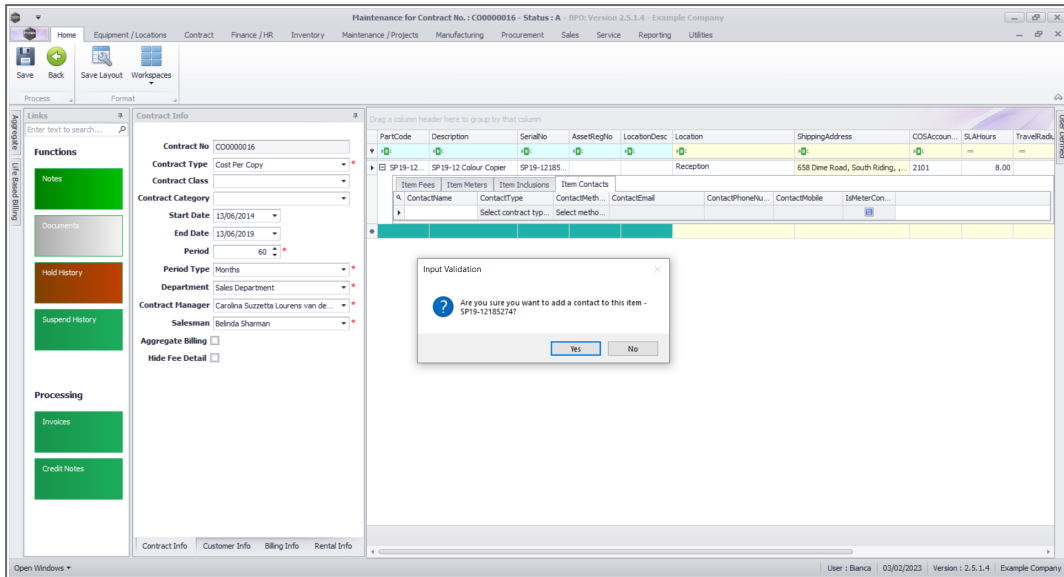 Maintenance for Contract No. : CO0000016 - Status : A - BPO: Version 2.5.1.4 - Example Company
Home Equipment / Locations Contract Finance / HR Inventory Maintenance / Projects Manufacturing Procurement Sales Service Reporting Utilities
Save Back Save Layout Workspaces
Process Format
Aggregate
Life Based Billing
Links
Enter text to search...
Functions
Notes
Documents
Hold History
Suspend History
Processing
Invoices
Credit Notes
Contract Info
Contract No CO0000016
Contract Type Cost Per Copy *
Contract Class
Contract Category
Start Date 13/06/2014
End Date 13/06/2019
Period 60 *
Period Type Months *
Department Sales Department *
Contract Manager Carolina Suzzetta Lourens van de... *
Salesman Belinda Sharman *
Aggregate Billing
Hide Fee Detail
Contract Info Customer Info Billing Info Rental Info
Drag a column header here to group by that column
PartCode Description SerialNo AssetRegNo LocationDesc Location ShippingAddress COSAccoun... SLAHours TravelRadiu
SP19-12... SP19-12 Colour Copier SP19-12185... Reception 658 Dime Road, South Riding, ,... 2101 8.00
Item Fees Item Meters Item Inclusions Item Contacts
ContactName ContactType ContactMeth... ContactEmail ContactPhoneNu... ContactMobile IsMeterCon...
Select contract typ... Select metho...
Input Validation
Are you sure you want to add a contact to this item -
SP19-12185274?
Yes No
User Defined
Open Windows User : Bianca 03/02/2023 Version : 2.5.1.4 Example Company